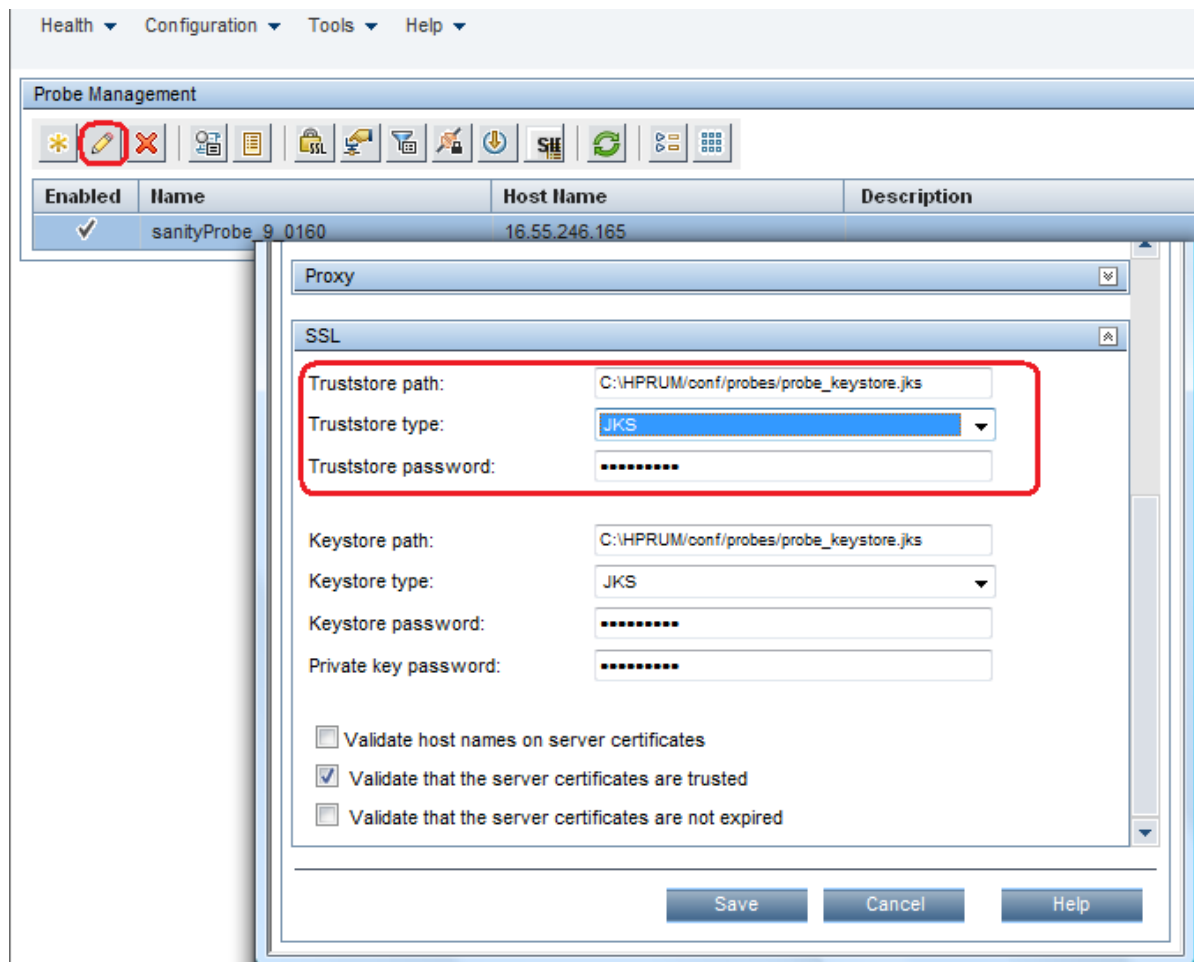 Health Configuration Tools Help
Probe Management
SSL
Enabled Name Host Name Description
sanityProbe_9_0160 16.55.246.165
Proxy
SSL
Truststore path: C:\HPRUM/conf/probes/probe_keystore.jks
Truststore type: JKS
Truststore password: •••••••••
Keystore path: C:\HPRUM/conf/probes/probe_keystore.jks
Keystore type: JKS
Keystore password: •••••••••
Private key password: •••••••••
Validate host names on server certificates
Validate that the server certificates are trusted
Validate that the server certificates are not expired
Save Cancel Help